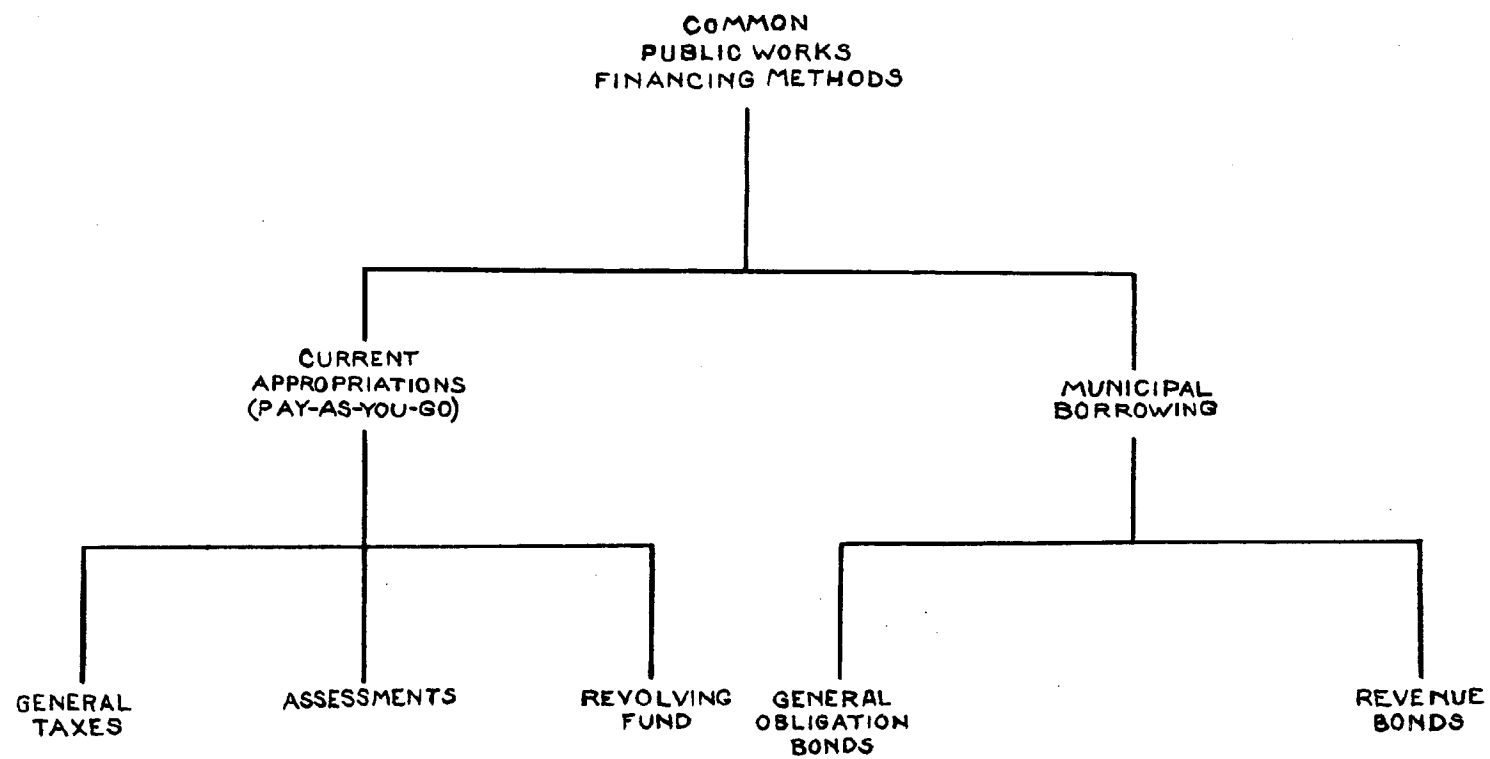 COMMON
PUBLIC WORKS
FINANCING METHODS
CURRENT
APPROPRIATIONS
(PAY-AS-YOU-GO)
MUNICIPAL
BORROWING
GENERAL
TAXES
ASSESSMENTS
REVOLVING
FUND
GENERAL
OBLIGATION
BONDS
REVENUE
BONDS